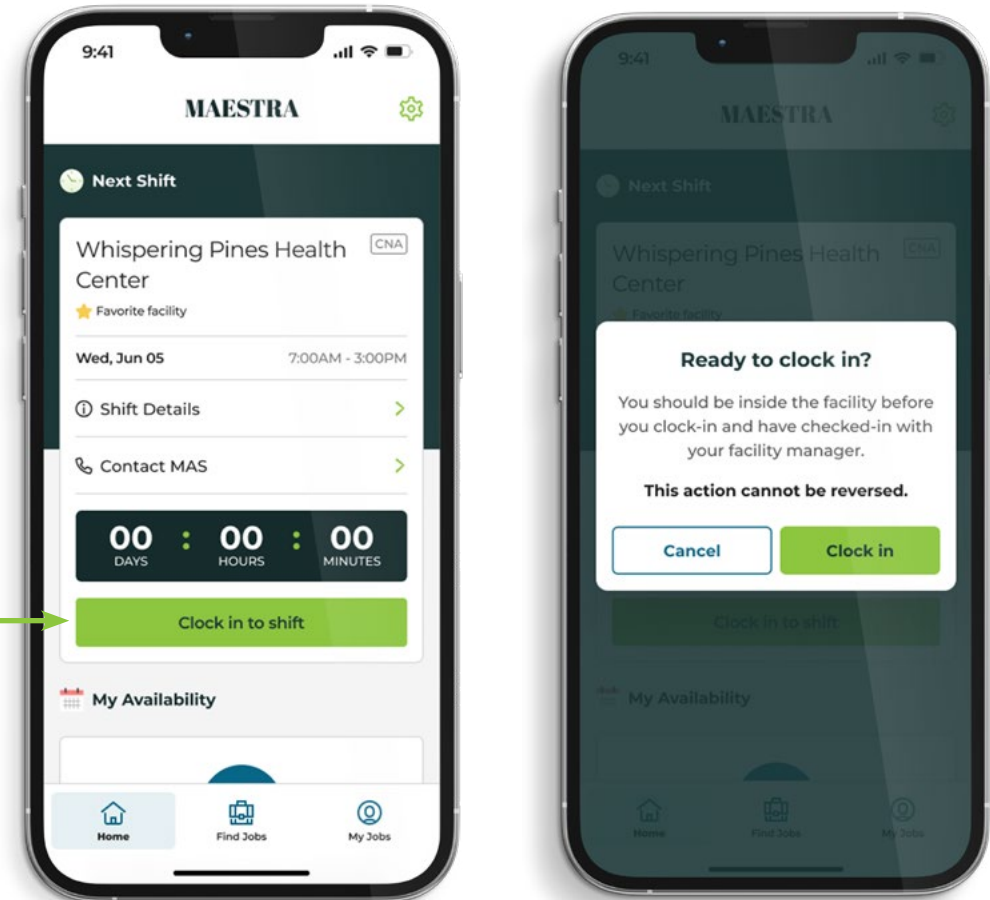 9:41
MAESTRA
Next Shift
Whispering Pines Health
CNA
Center
Favorite facility
Wed, Jun 05
7:00AM - 3:00PM
Shift Details
Contact MAS
00 : 00 : 00
DAYS HOURS MINUTES
Clock in to shift
My Availability
Home
Find Jobs
My Jobs
9:41
MAESTRA
Next Shift
Whispering Pines Health
CNA
Center
Favorite facility
Ready to clock in?
You should be inside the facility before
you clock-in and have checked-in with
your facility manager.
This action cannot be reversed.
Cancel
Clock in
Clock in to shift
My Availability
Home
Find Jobs
My Jobs